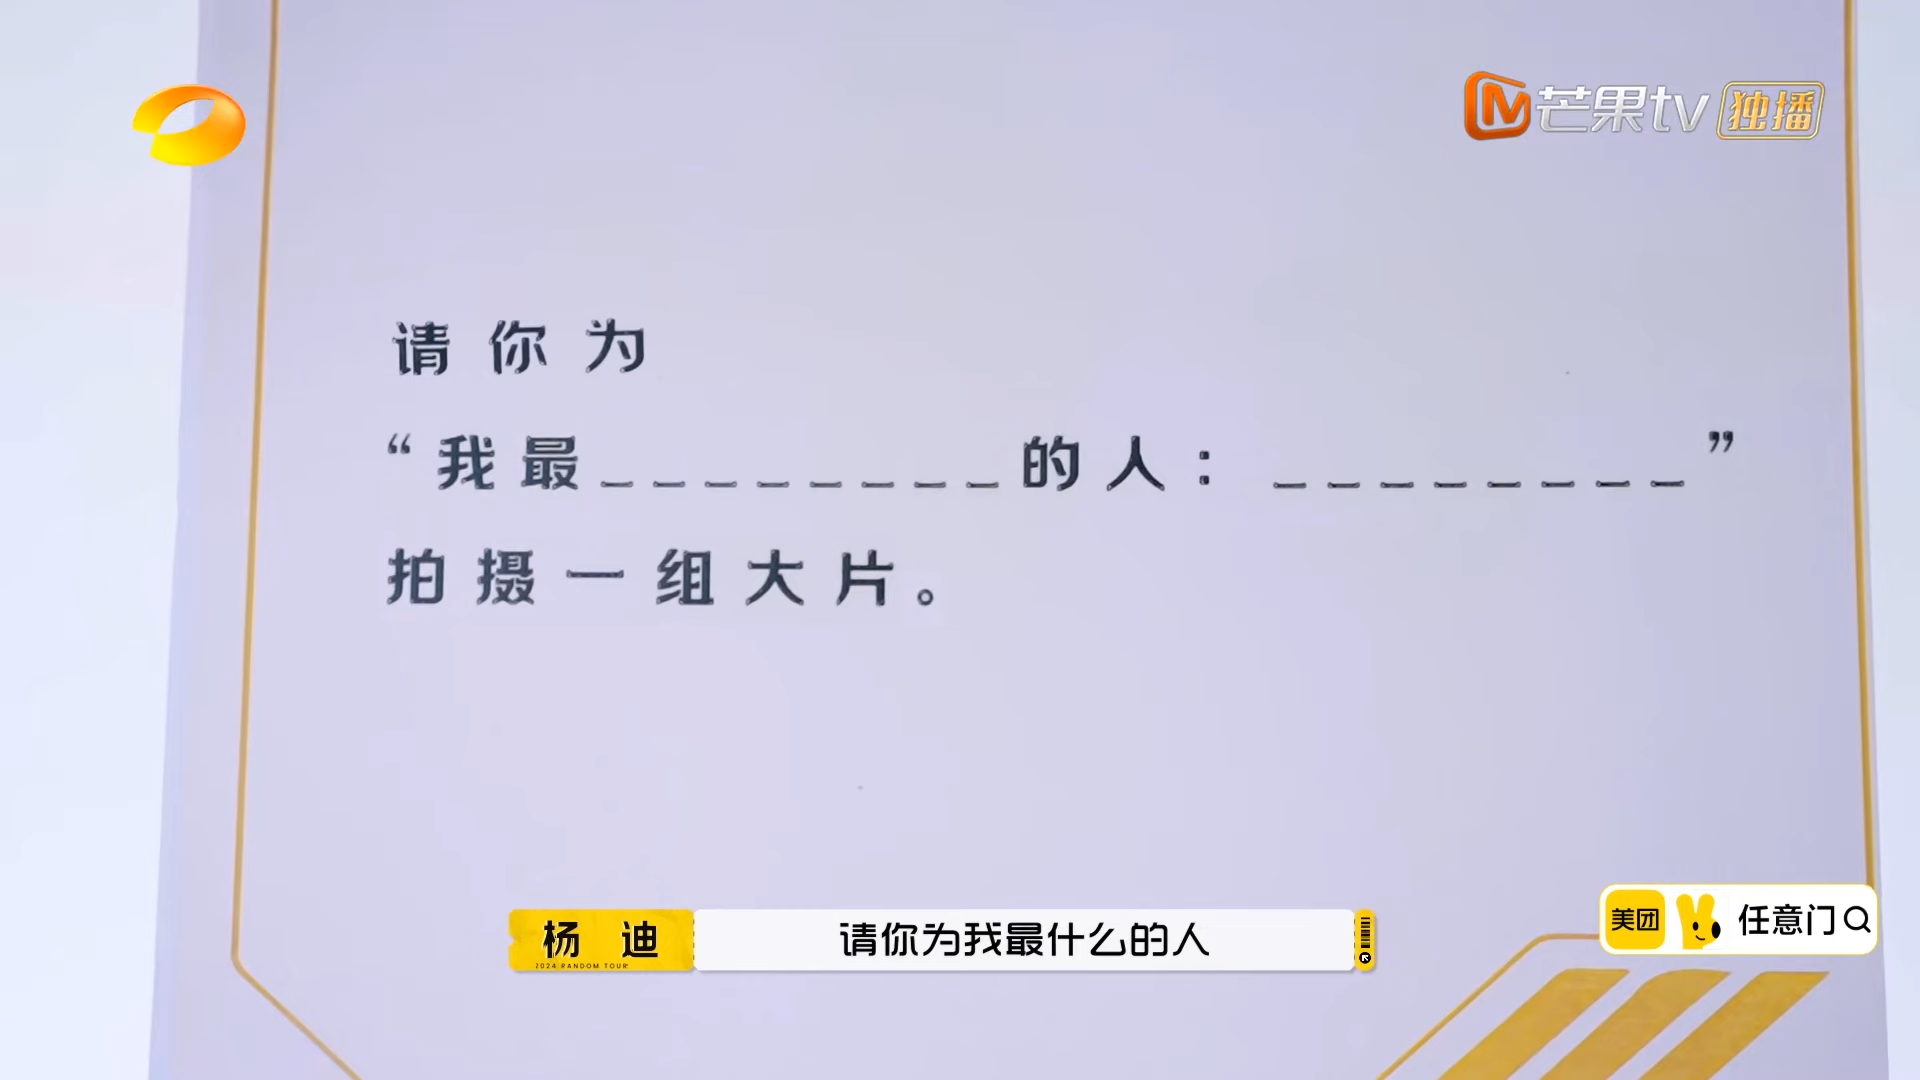 芒果tv 独播
请你为
“我最________的人：________”
拍摄一组大片。
杨 迪
2024 RANDOM TOUR
请你为我最什么的人
美团 任意门